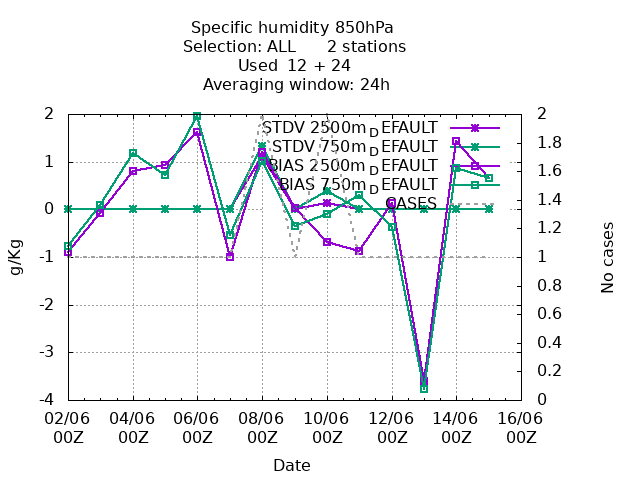 Specific humidity 850hPa
Selection: ALL 2 stations
Used 12 + 24
Averaging window: 24h
STDV 2500m_DEFAULT
STDV 750m_DEFAULT
BIAS 2500m_DEFAULT
BIAS 750m_DEFAULT
CASES
2
1
0
-1
-2
-3
-4
g/Kg
2
1.8
1.6
1.4
1.2
1
0.8
0.6
0.4
0.2
0
No cases
02/06 04/06 06/06 08/06 10/06 12/06 14/06 16/06
00Z 00Z 00Z 00Z 00Z 00Z 00Z 00Z
Date